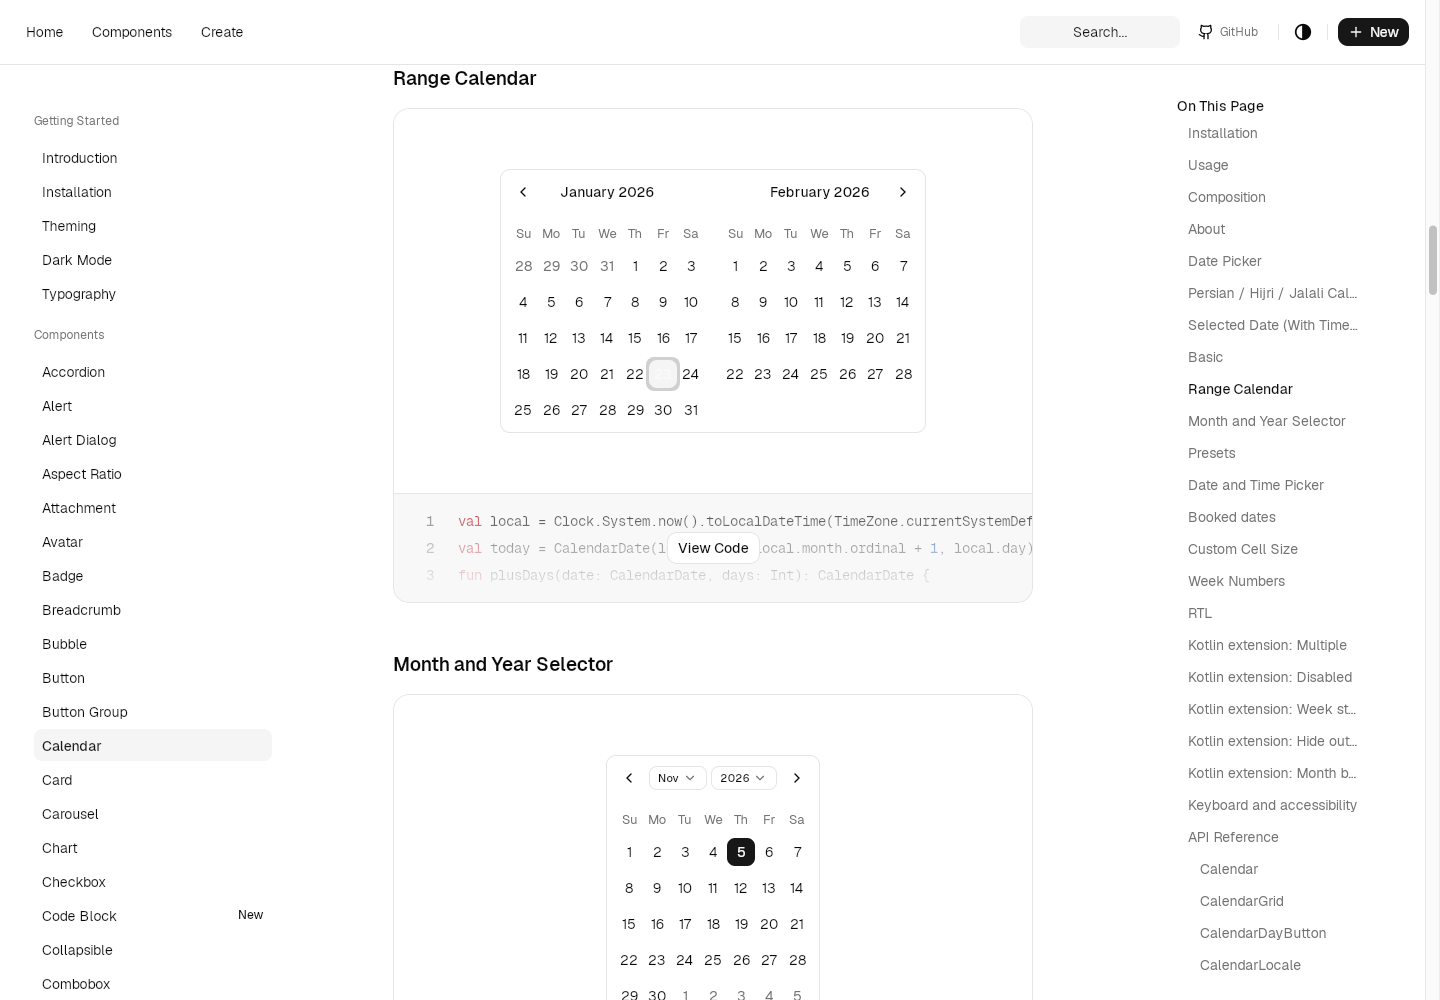 Home Components Create Search... GitHub New
Getting Started
Introduction
Installation
Theming
Dark Mode
Typography
Components
Accordion
Alert
Alert Dialog
Aspect Ratio
Attachment
Avatar
Badge
Breadcrumb
Bubble
Button
Button Group
Calendar
Card
Carousel
Chart
Checkbox
Code Block New
Collapsible
Combobox
Range Calendar
January 2026 February 2026
Su Mo Tu We Th Fr Sa Su Mo Tu We Th Fr Sa
28 29 30 31 1 2 3 1 2 3 4 5 6 7
4 5 6 7 8 9 10 8 9 10 11 12 13 14
11 12 13 14 15 16 17 15 16 17 18 19 20 21
18 19 20 21 22 24 22 23 24 25 26 27 28
25 26 27 28 29 30 31
1 val local = Clock.System.now().toLocalDateTime(TimeZone.currentSystemDef
2 val today = CalendarDate(l View Code local.month.ordinal + 1, local.day)
3 fun plusDays(date: CalendarDate, days: Int): CalendarDate {
Month and Year Selector
Nov 2026
Su Mo Tu We Th Fr Sa
1 2 3 4 5 6 7
8 9 10 11 12 13 14
15 16 17 18 19 20 21
22 23 24 25 26 27 28
29 30 1 2 3 4 5
On This Page
Installation
Usage
Composition
About
Date Picker
Persian / Hijri / Jalali Cal...
Selected Date (With Time...
Basic
Range Calendar
Month and Year Selector
Presets
Date and Time Picker
Booked dates
Custom Cell Size
Week Numbers
RTL
Kotlin extension: Multiple
Kotlin extension: Disabled
Kotlin extension: Week st...
Kotlin extension: Hide out...
Kotlin extension: Month b...
Keyboard and accessibility
API Reference
Calendar
CalendarGrid
CalendarDayButton
CalendarLocale